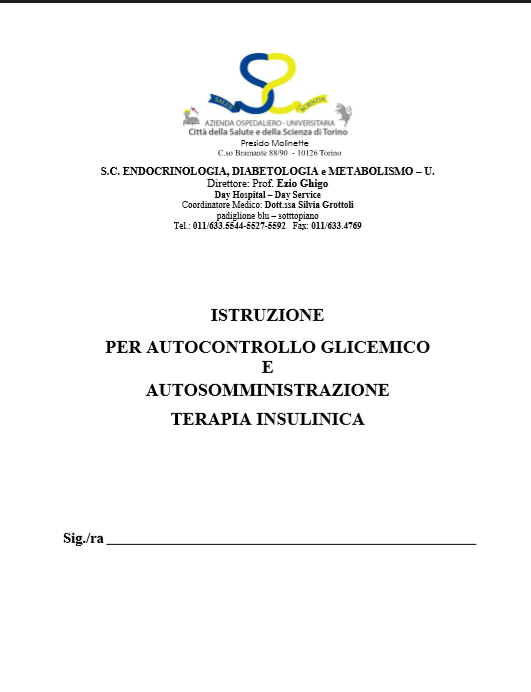 SALUS
SCIENTIA
AZIENDA OSPEDALIERO - UNIVERSITARIA
Città della Salute e della Scienza di Torino
Presido Molinette
C.so Bramante 88/90 - 10126 Torino
S.C. ENDOCRINOLOGIA, DIABETOLOGIA e METABOLISMO – U.
Direttore: Prof. Ezio Ghigo
Day Hospital – Day Service
Coordinatore Medico: Dott.ssa Silvia Grottoli
padiglione blu – sotttopiano
Tel.: 011/633.5544-5527-5592 Fax: 011/633.4769
ISTRUZIONE
PER AUTOCONTROLLO GLICEMICO
E
AUTOSOMMINISTRAZIONE
TERAPIA INSULINICA
Sig./ra